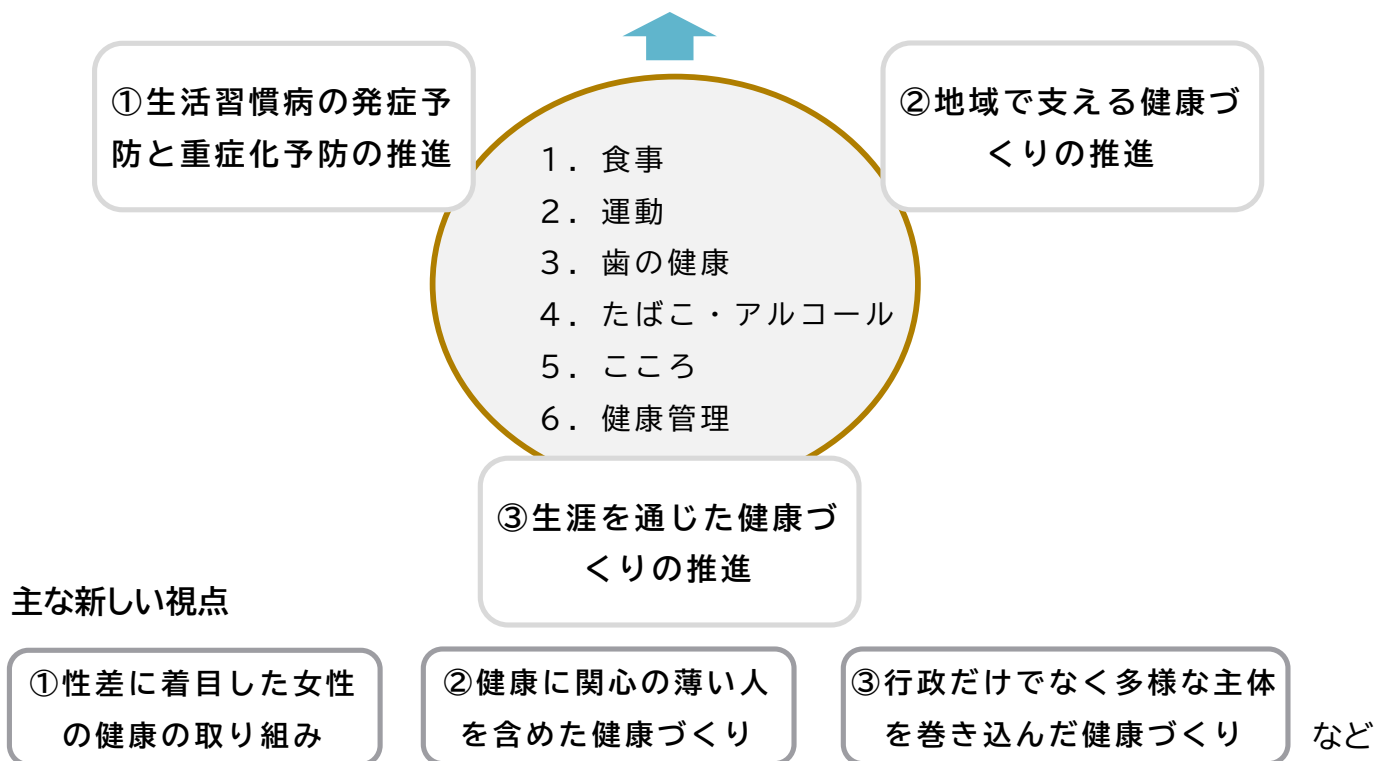 ①生活習慣病の発症予
防と重症化予防の推進
②地域で支える健康づ
くりの推進
1．食事
2．運動
3．歯の健康
4．たばこ・アルコール
5．こころ
6．健康管理
③生涯を通じた健康づ
くりの推進
主な新しい視点
①性差に着目した女性
の健康の取り組み
②健康に関心の薄い人
を含めた健康づくり
③行政だけでなく多様な主体
を巻き込んだ健康づくり
など